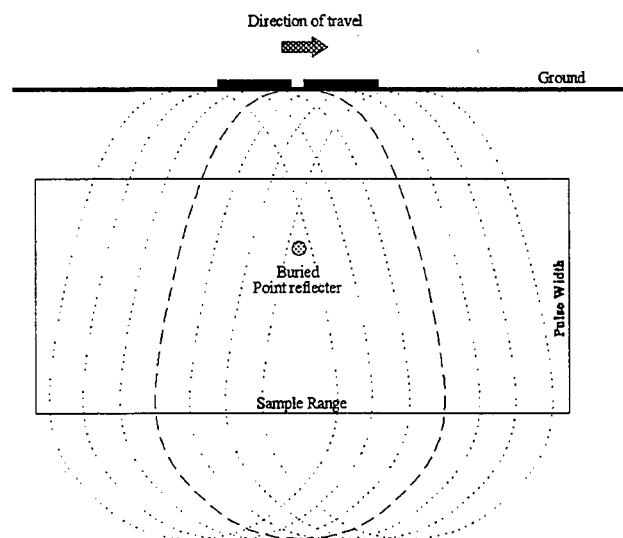 Direction of travel
Ground
Buried
Point reflecter
Pulse Width
Sample Range